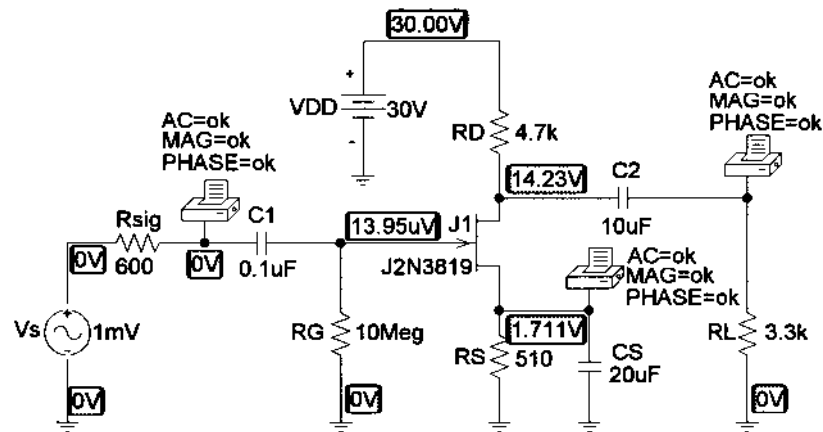 30.00V
VDD
30V
RD
4.7k
AC=ok
MAG=ok
PHASE=ok
AC=ok
MAG=ok
PHASE=ok
14.23V
C2
10uF
Rsig
600
C1
0.1uF
0V
0V
13.95uV
J1
J2N3819
AC=ok
MAG=ok
PHASE=ok
Vs
1mV
RG
10Meg
1.711V
RS
510
CS
20uF
RL
3.3k
0V
0V
0V